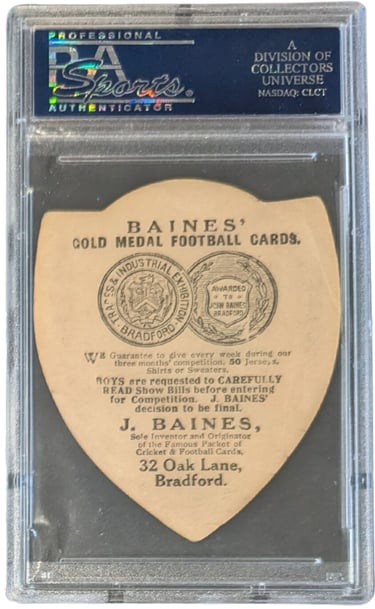 PROFESSIONAL
PSA
Sports
AUTHENTICATOR
A
DIVISION OF
COLLECTORS
UNIVERSE
NASDAQ: CLCT
BAINES'
GOLD MEDAL FOOTBALL CARDS.
TRADES & INDUSTRIAL EXHIBITION
BRADFORD
AWARDED
TO
JOHN BAINES
BRADFORD
WE Guarantee to give every week during our
three months' competition, 50 Jerseys,
Shirts or Sweaters.
BOYS are requested to CAREFULLY
READ Show Bills before entering
for Competition. J. BAINES'
decision to be final.
J. BAINES,
Sole Inventor and Originator
of the Famous Packet of
Cricket & Football Cards,
32 Oak Lane,
Bradford.